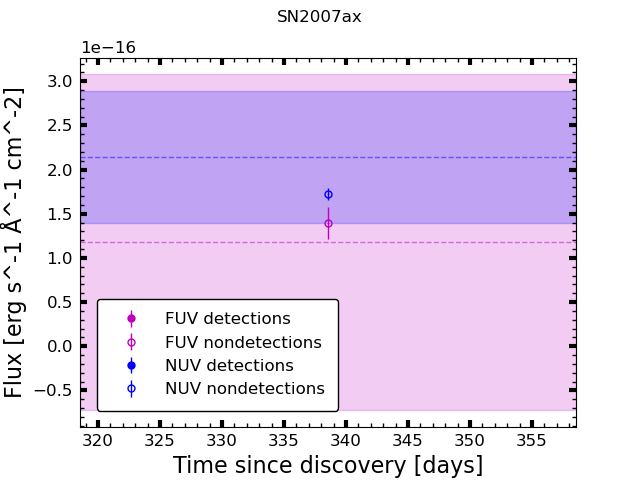 SN2007ax
1e−16
3.0
2.5
2.0
1.5
1.0
0.5
0.0
−0.5
Flux [erg s^-1 Å^-1 cm^-2]
FUV detections
FUV nondetections
NUV detections
NUV nondetections
320 325 330 335 340 345 350 355
Time since discovery [days]